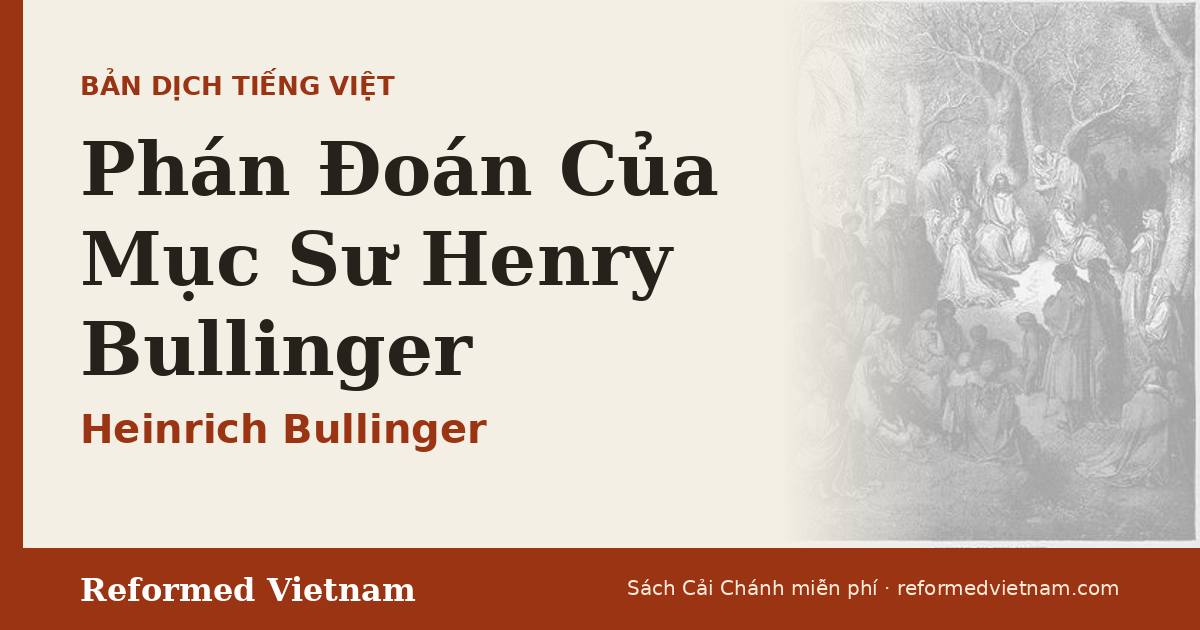 BẢN DỊCH TIẾNG VIỆT
Phán Đoán Của
Mục Sư Henry
Bullinger
Heinrich Bullinger
Reformed Vietnam
Sách Cải Chánh miễn phí · reformedvietnam.com